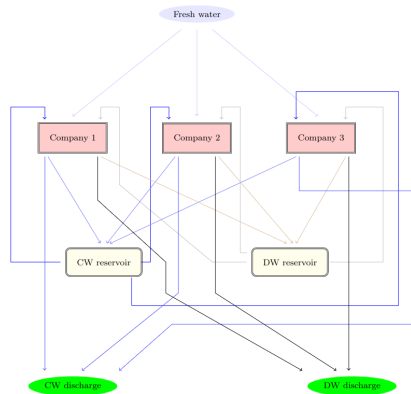 Fresh water
Company 1
Company 2
Company 3
CW reservoir
DW reservoir
CW discharge
DW discharge